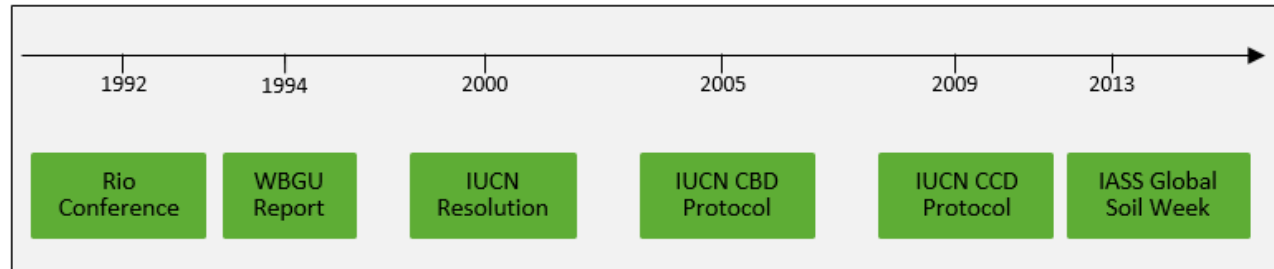 1992 1994 2000 2005 2009 2013
Rio Conference
WBGU Report
IUCN Resolution
IUCN CBD Protocol
IUCN CCD Protocol
IASS Global Soil Week